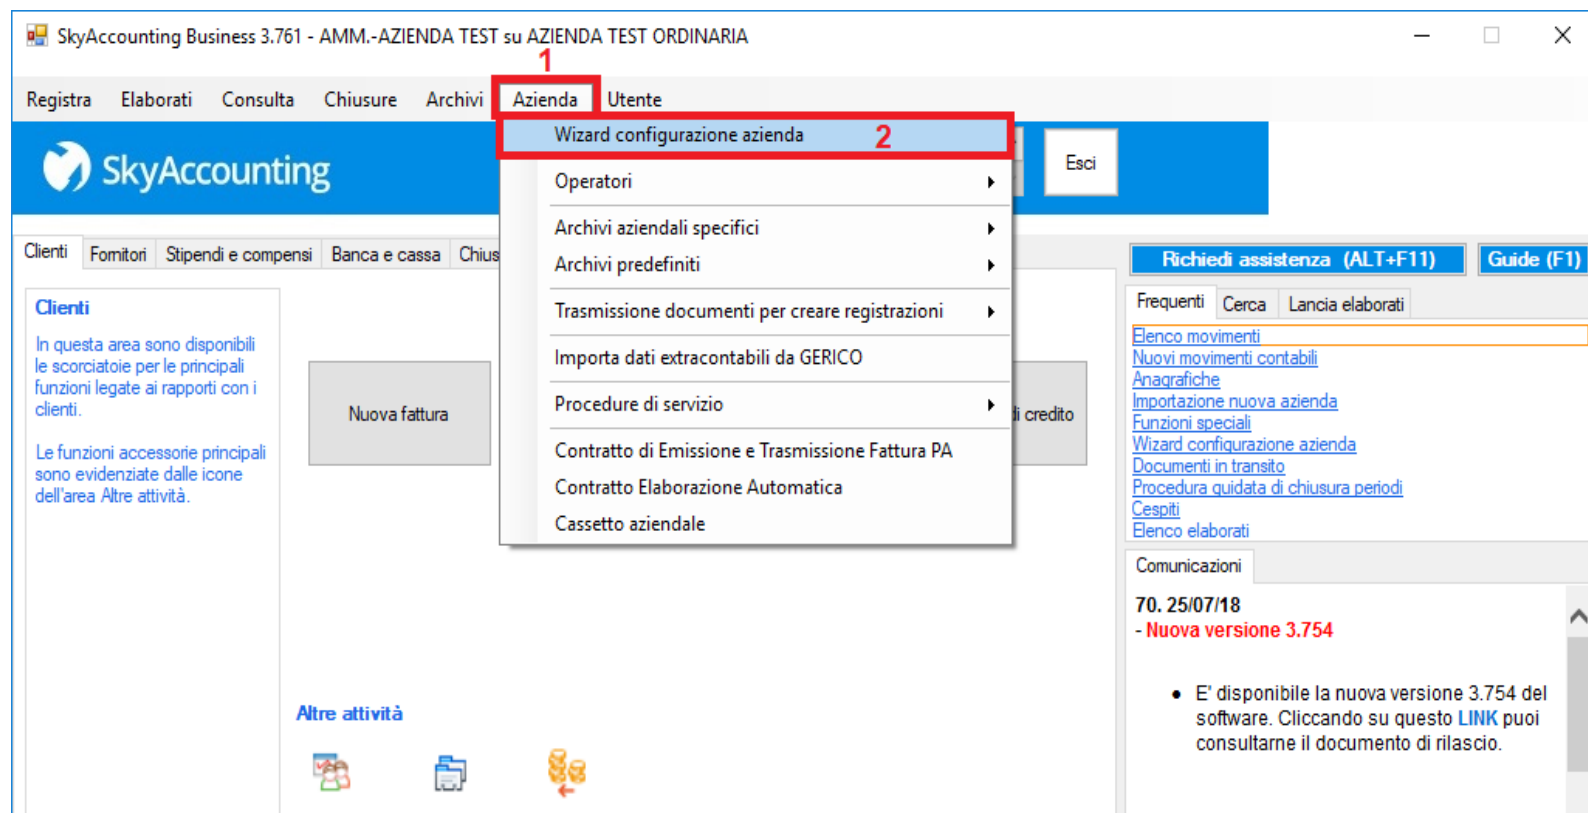 SkyAccounting Business 3.761 - AMM.-AZIENDA TEST su AZIENDA TEST ORDINARIA
1
Registra Elaborati Consulta Chiusure Archivi Azienda Utente
Wizard configurazione azienda 2
SkyAccounting
Esci
Operatori
Archivi aziendali specifici
Archivi predefiniti
Trasmissione documenti per creare registrazioni
Importa dati extracontabili da GERICO
Procedure di servizio
Contratto di Emissione e Trasmissione Fattura PA
Contratto Elaborazione Automatica
Cassetto aziendale
Clienti Fornitori Stipendi e compensi Banca e cassa Chius
Clienti
In questa area sono disponibili
le scorciatoie per le principali
funzioni legate ai rapporti con i
clienti.
Le funzioni accessorie principali
sono evidenziate dalle icone
dell'area Altre attività.
Nuova fattura
di credito
Altre attività
Richiedi assistenza (ALT+F11) Guide (F1)
Frequenti Cerca Lancia elaborati
Elenco movimenti
Nuovi movimenti contabili
Anagrafiche
Importazione nuova azienda
Funzioni speciali
Wizard configurazione azienda
Documenti in transito
Procedura guidata di chiusura periodi
Cespiti
Elenco elaborati
Comunicazioni
70. 25/07/18
- Nuova versione 3.754
• E' disponibile la nuova versione 3.754 del
software. Cliccando su questo LINK puoi
consultarne il documento di rilascio.